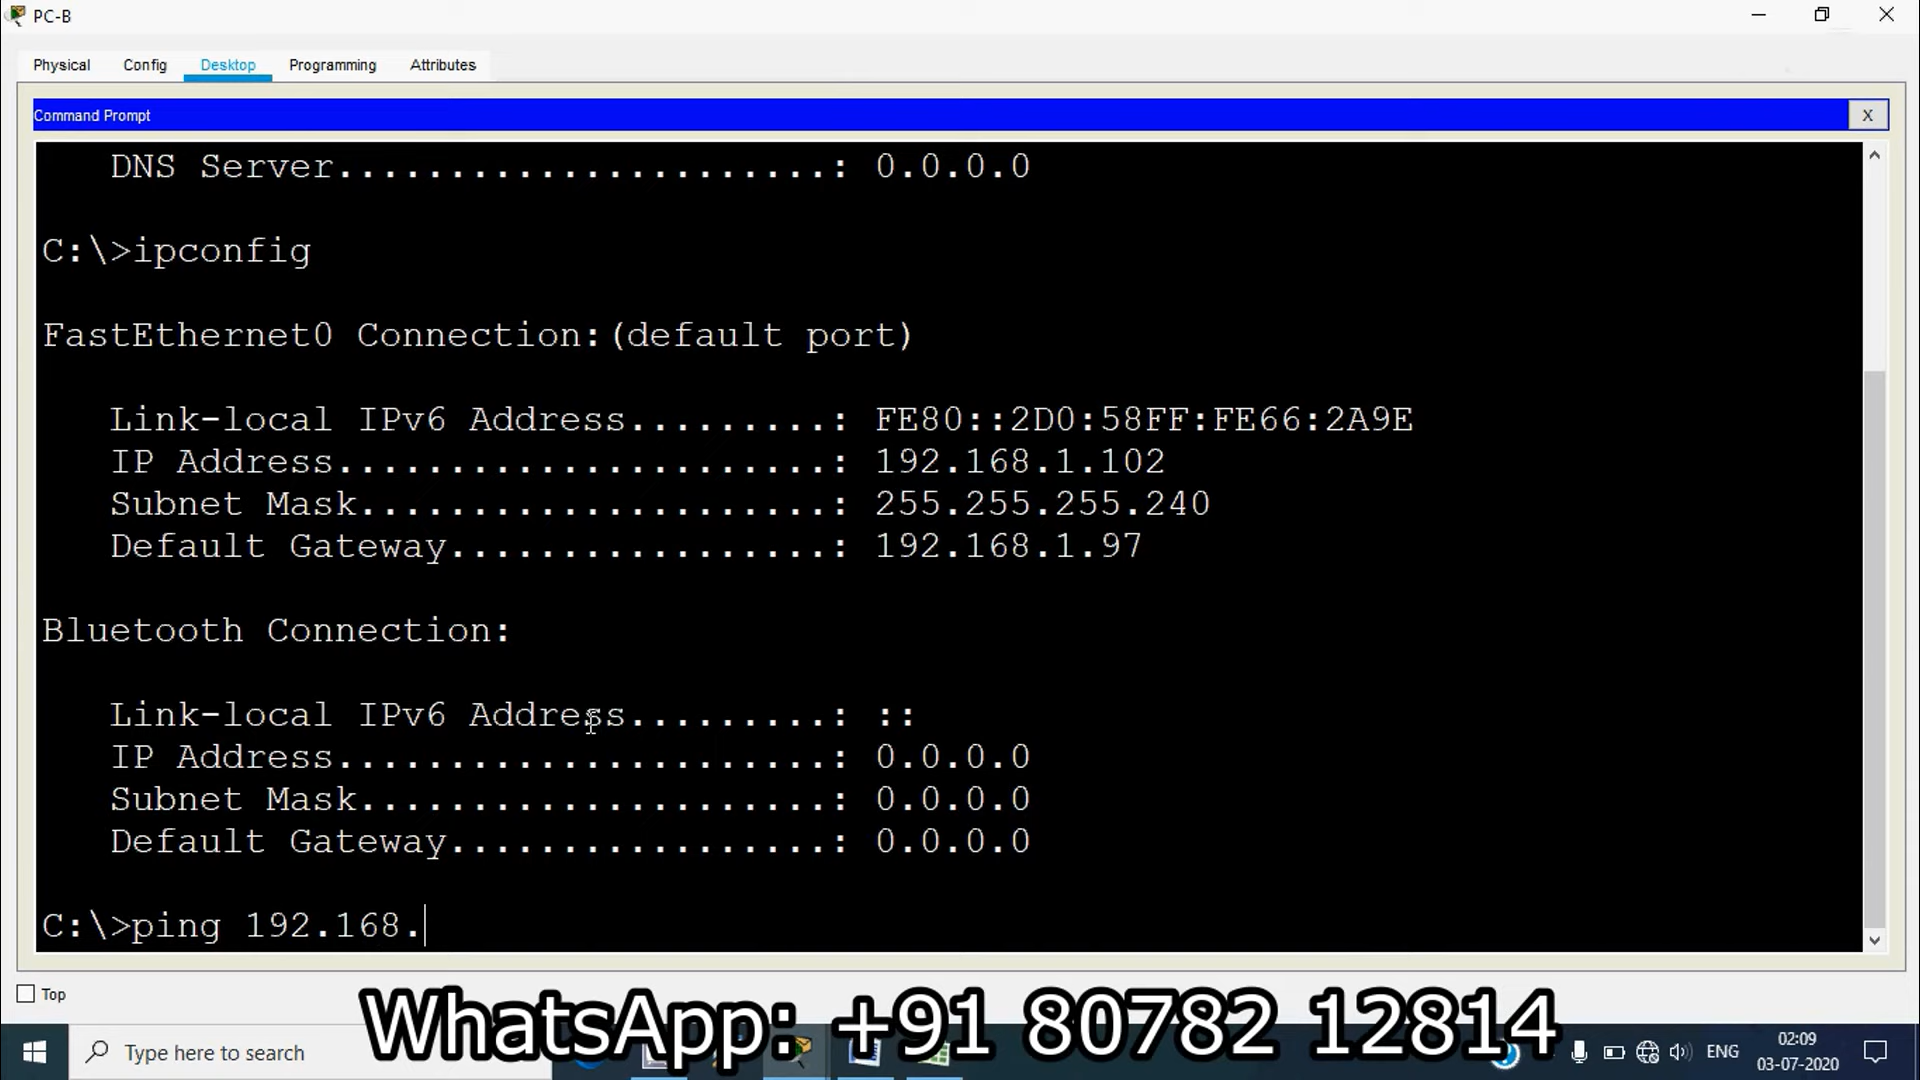 PC-B
Physical Config Desktop Programming Attributes
Command Prompt X
DNS Server......................: 0.0.0.0
C:\>ipconfig
FastEthernet0 Connection:(default port)
Link-local IPv6 Address.........: FE80::2D0:58FF:FE66:2A9E
IP Address......................: 192.168.1.102
Subnet Mask.....................: 255.255.255.240
Default Gateway.................: 192.168.1.97
Bluetooth Connection:
Link-local IPv6 Address.........: ::
IP Address......................: 0.0.0.0
Subnet Mask.....................: 0.0.0.0
Default Gateway.................: 0.0.0.0
C:\>ping 192.168.
Top
WhatsApp: +91 80782 12814
Type here to search
ENG
02:09
03-07-2020